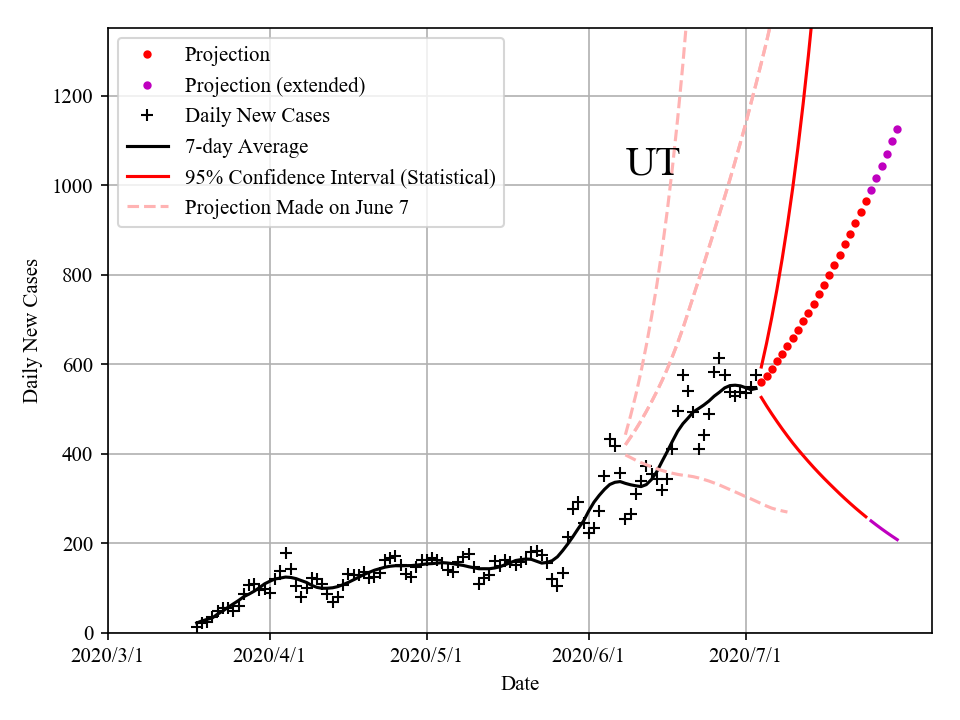 Projection
Projection (extended)
Daily New Cases
7-day Average
95% Confidence Interval (Statistical)
Projection Made on June 7
UT
1200
1000
800
600
400
200
0
Daily New Cases
2020/3/1 2020/4/1 2020/5/1 2020/6/1 2020/7/1
Date